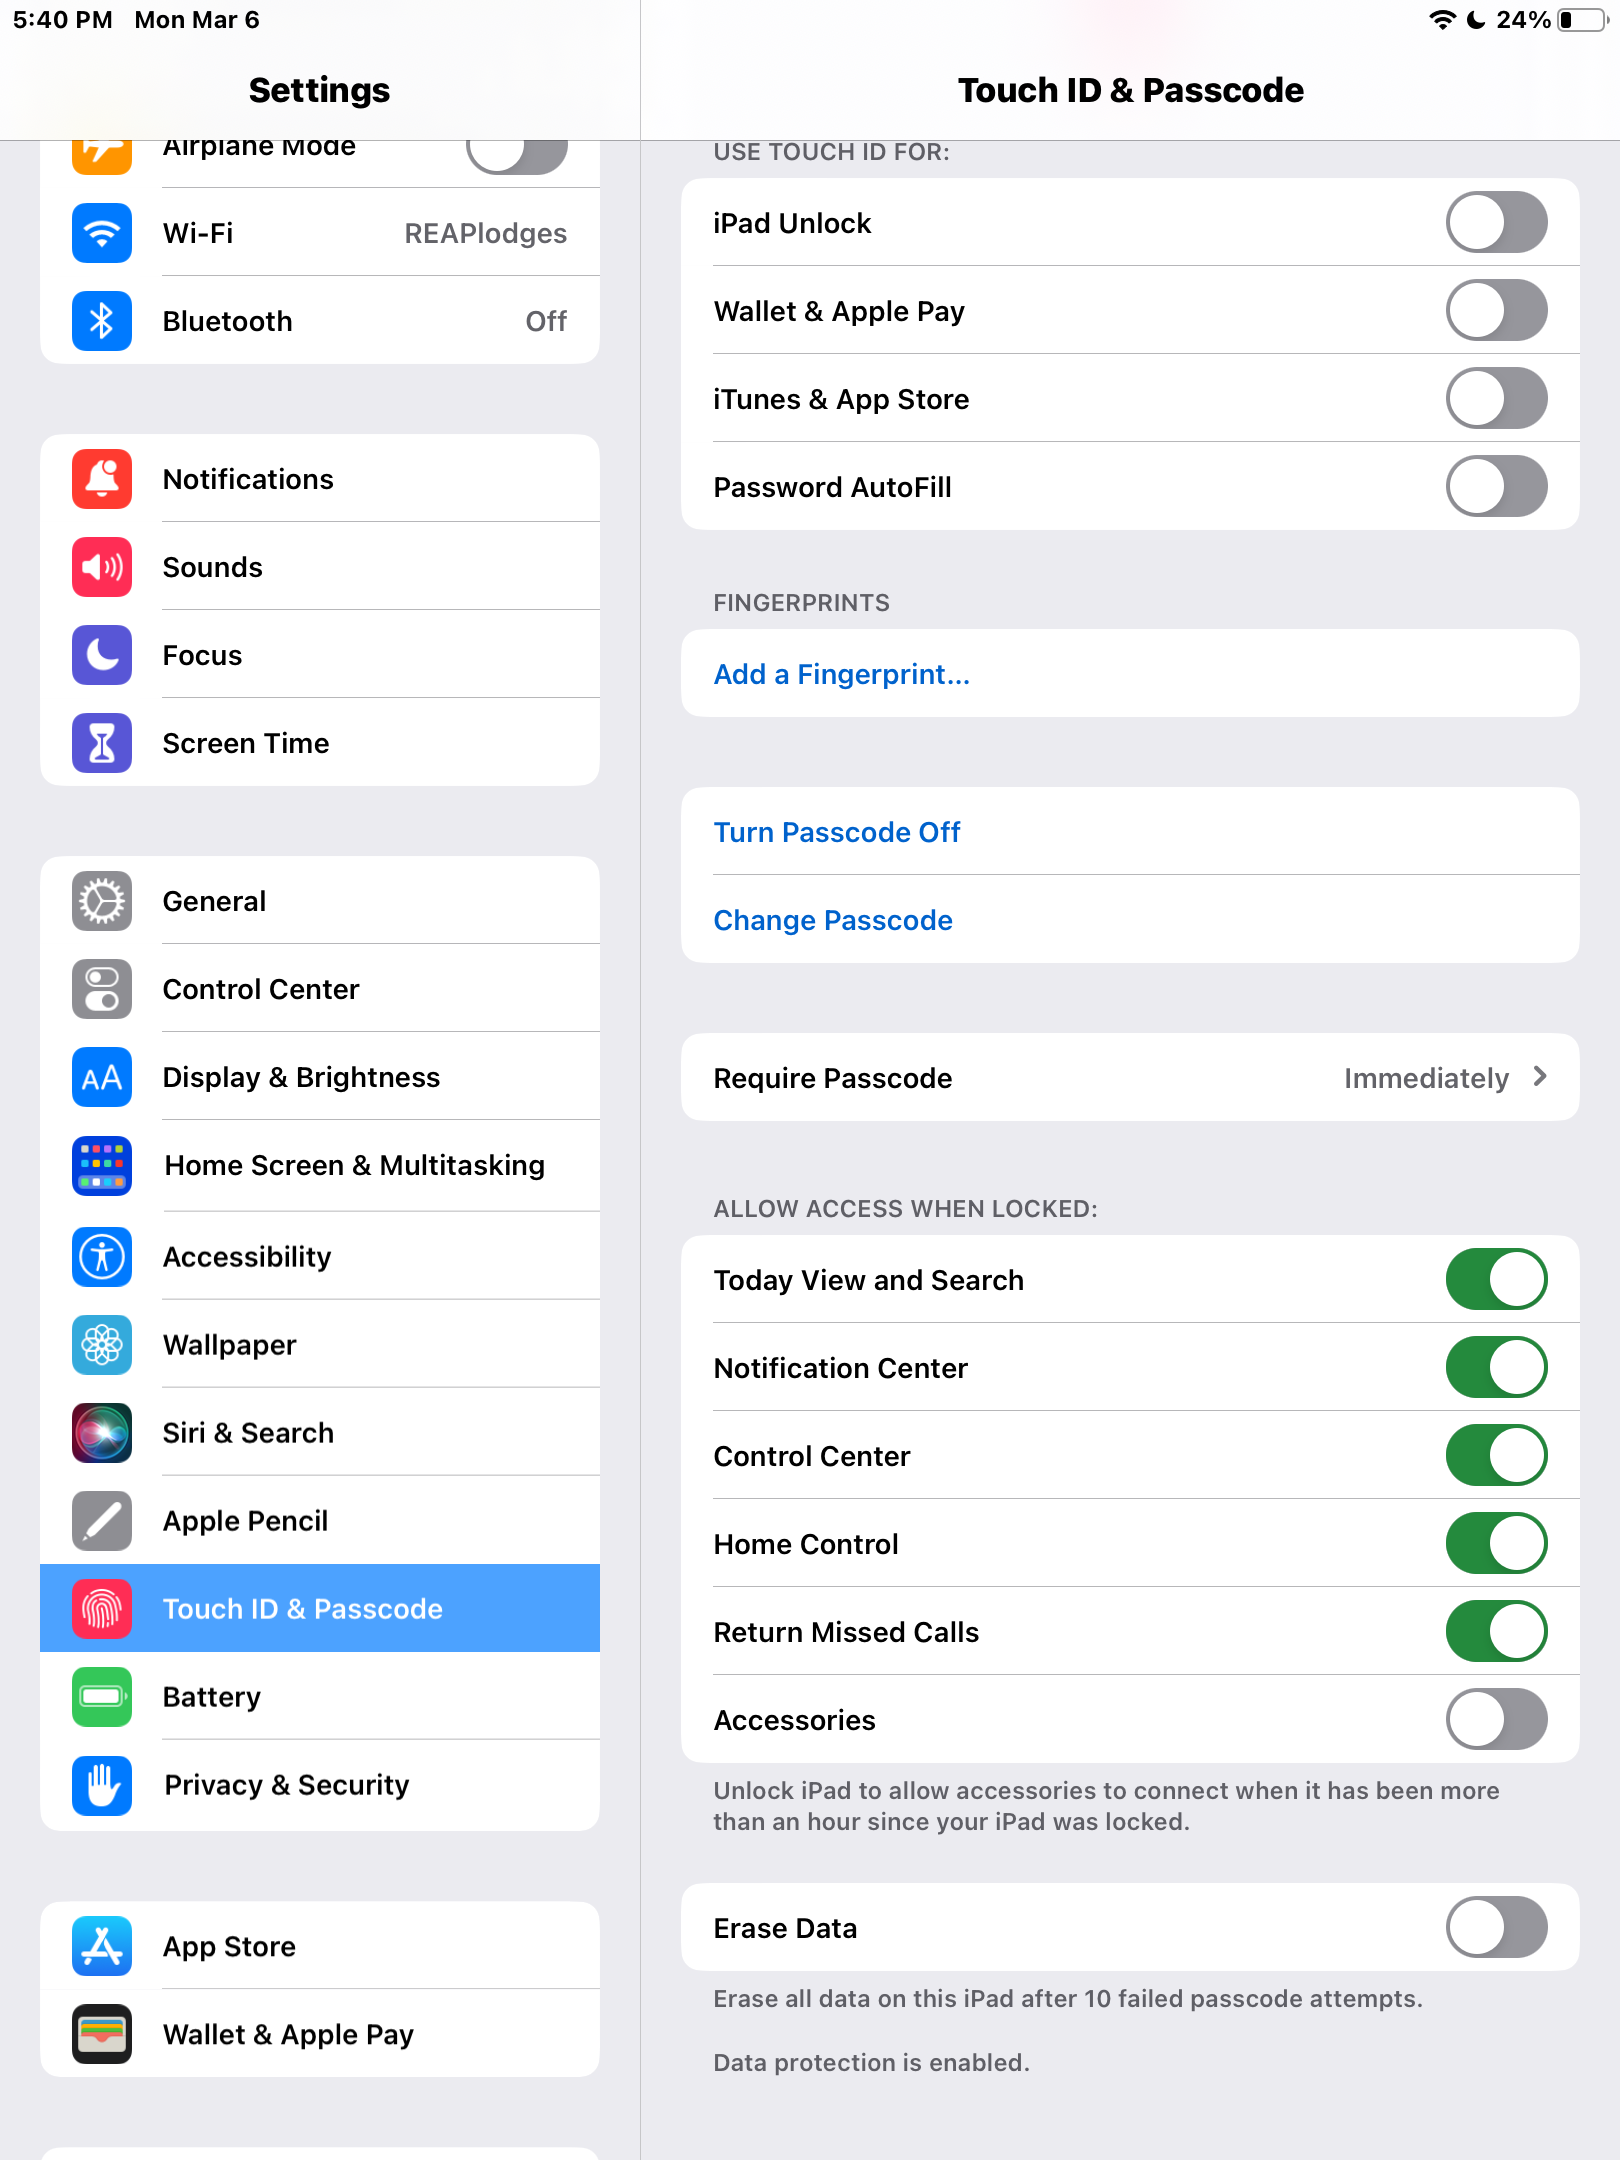 5:40 PM Mon Mar 6
24%
Settings
Airplane Mode
Wi-Fi REAPlodges
Bluetooth Off
Notifications
Sounds
Focus
Screen Time
General
Control Center
AA Display & Brightness
Home Screen & Multitasking
Accessibility
Wallpaper
Siri & Search
Apple Pencil
Touch ID & Passcode
Battery
Privacy & Security
App Store
Wallet & Apple Pay
Touch ID & Passcode
USE TOUCH ID FOR:
iPad Unlock
Wallet & Apple Pay
iTunes & App Store
Password AutoFill
FINGERPRINTS
Add a Fingerprint...
Turn Passcode Off
Change Passcode
Require Passcode Immediately
ALLOW ACCESS WHEN LOCKED:
Today View and Search
Notification Center
Control Center
Home Control
Return Missed Calls
Accessories
Unlock iPad to allow accessories to connect when it has been more
than an hour since your iPad was locked.
Erase Data
Erase all data on this iPad after 10 failed passcode attempts.
Data protection is enabled.